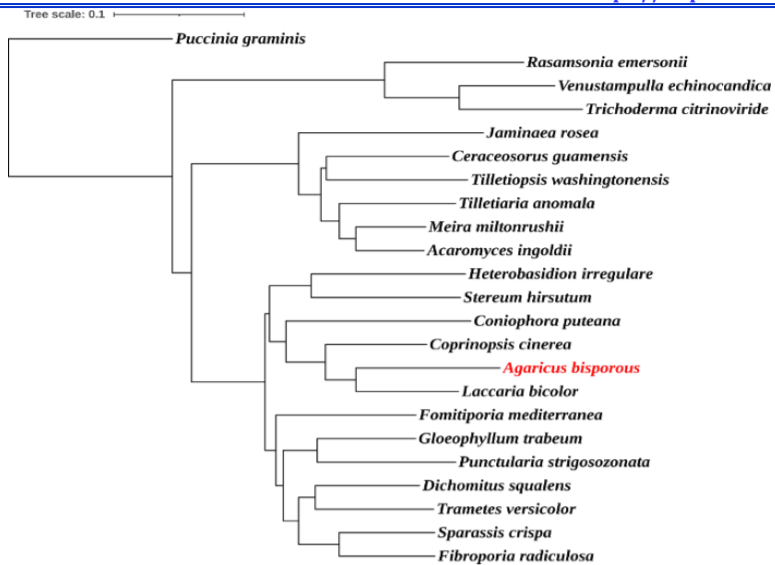 Tree scale: 0.1
Puccinia graminis
Rasamsonia emersonii
Venustampulla echinocandica
Trichoderma citrinoviride
Jaminaea rosea
Ceraceosorus guamensis
Tilletiopsis washingtonensis
Tilletiaria anomala
Meira miltonrushii
Acaromyces ingoldii
Heterobasidion irregulare
Stereum hirsutum
Coniophora puteana
Coprinopsis cinerea
Agaricus bisporous
Laccaria bicolor
Fomitiporia mediterranea
Gloeophyllum trabeum
Punctularia strigosozonata
Dichomitus squalens
Trametes versicolor
Sparassis crispa
Fibroporia radiculosa